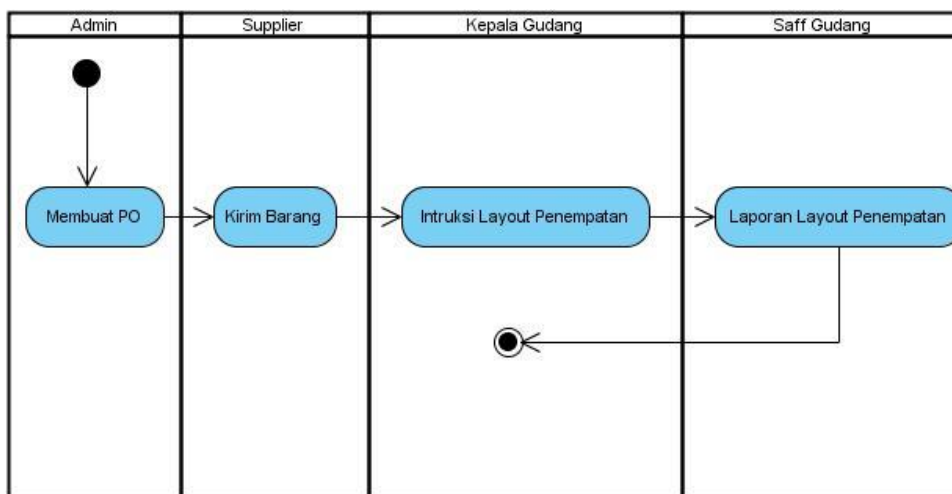 Admin
Supplier
Kepala Gudang
Saff Gudang
Membuat PO
Kirim Barang
Intruksi Layout Penempatan
Laporan Layout Penempatan